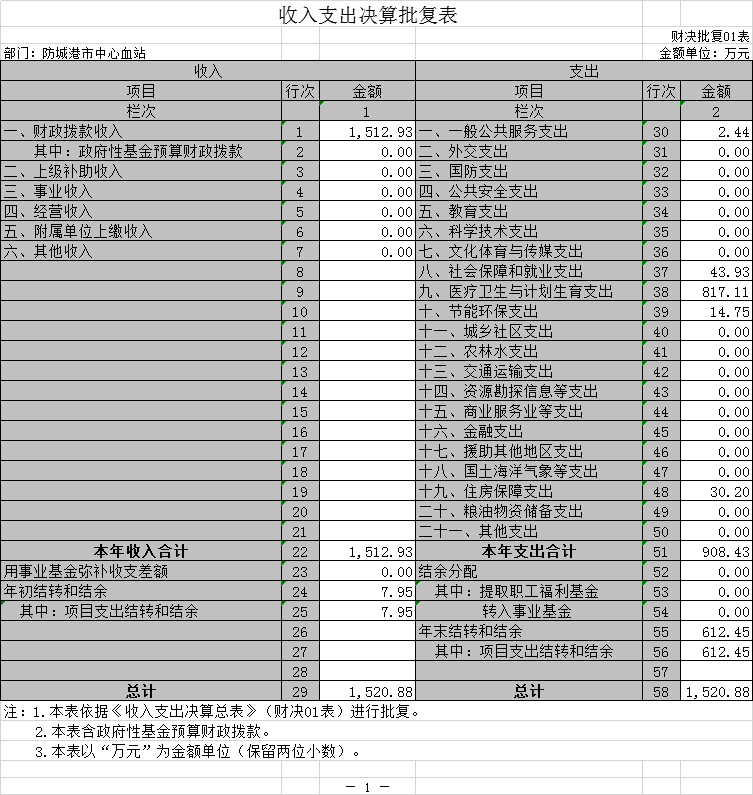 收入支出决算批复表
财决批复01表
部门：防城港市中心血站 金额单位：万元
收入 支出
项目 行次 金额 项目 行次 金额
栏次 1 栏次 2
一、财政拨款收入 1 1,512.93 一、一般公共服务支出 30 2.44
其中：政府性基金预算财政拨款 2 0.00 二、外交支出 31 0.00
二、上级补助收入 3 0.00 三、国防支出 32 0.00
三、事业收入 4 0.00 四、公共安全支出 33 0.00
四、经营收入 5 0.00 五、教育支出 34 0.00
五、附属单位上缴收入 6 0.00 六、科学技术支出 35 0.00
六、其他收入 7 0.00 七、文化体育与传媒支出 36 0.00
8 八、社会保障和就业支出 37 43.93
9 九、医疗卫生与计划生育支出 38 817.11
10 十、节能环保支出 39 14.75
11 十一、城乡社区支出 40 0.00
12 十二、农林水支出 41 0.00
13 十三、交通运输支出 42 0.00
14 十四、资源勘探信息等支出 43 0.00
15 十五、商业服务业等支出 44 0.00
16 十六、金融支出 45 0.00
17 十七、援助其他地区支出 46 0.00
18 十八、国土海洋气象等支出 47 0.00
19 十九、住房保障支出 48 30.20
20 二十、粮油物资储备支出 49 0.00
21 二十一、其他支出 50 0.00
本年收入合计 22 1,512.93 本年支出合计 51 908.43
用事业基金弥补收支差额 23 0.00 结余分配 52 0.00
年初结转和结余 24 7.95 其中：提取职工福利基金 53 0.00
其中：项目支出结转和结余 25 7.95 转入事业基金 54 0.00
26 年末结转和结余 55 612.45
27 其中：项目支出结转和结余 56 612.45
28 57
总计 29 1,520.88 总计 58 1,520.88
注：1.本表依据《收入支出决算总表》（财决01表）进行批复。
2.本表含政府性基金预算财政拨款。
3.本表以“万元”为金额单位（保留两位小数）。
— 1 —